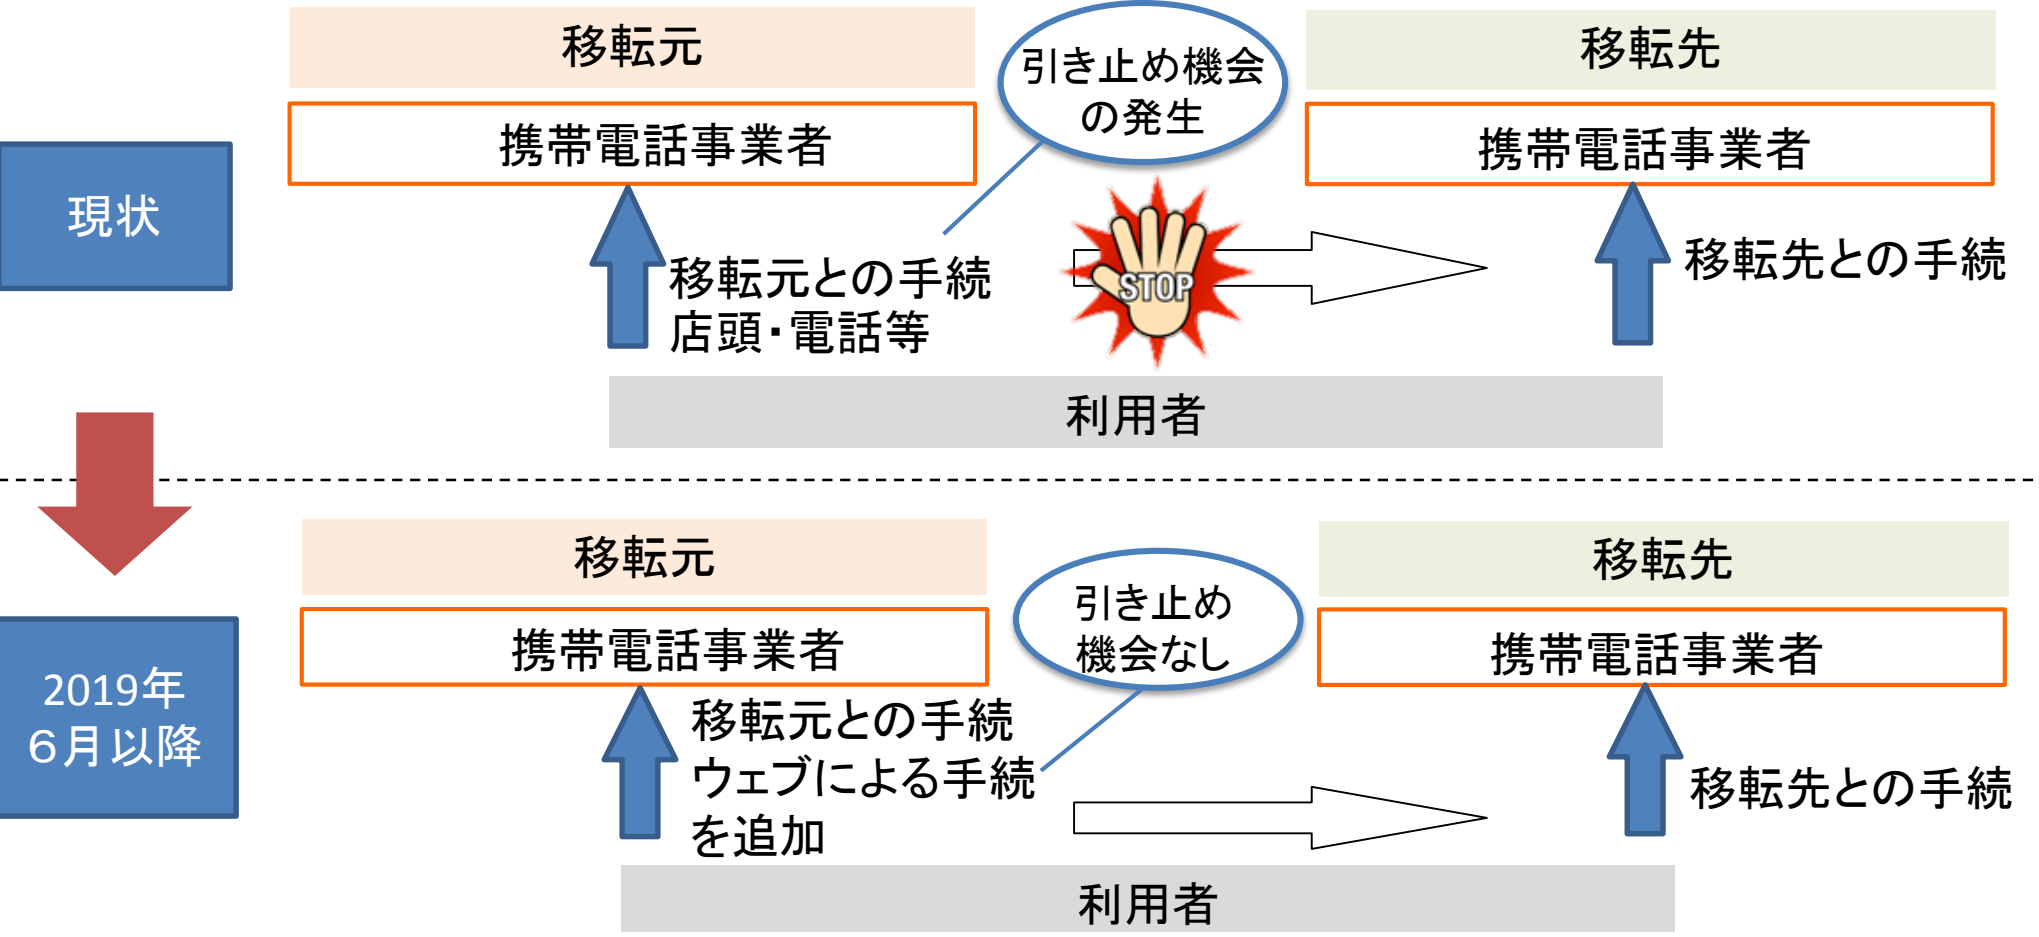 移転元
引き止め機会
の発生
移転先
携帯電話事業者
携帯電話事業者
現状
移転元との手続
店頭・電話等
STOP
移転先との手続
利用者
移転元
移転先
引き止め
機会なし
携帯電話事業者
携帯電話事業者
2019年
６月以降
移転元との手続
ウェブによる手続
を追加
移転先との手続
利用者